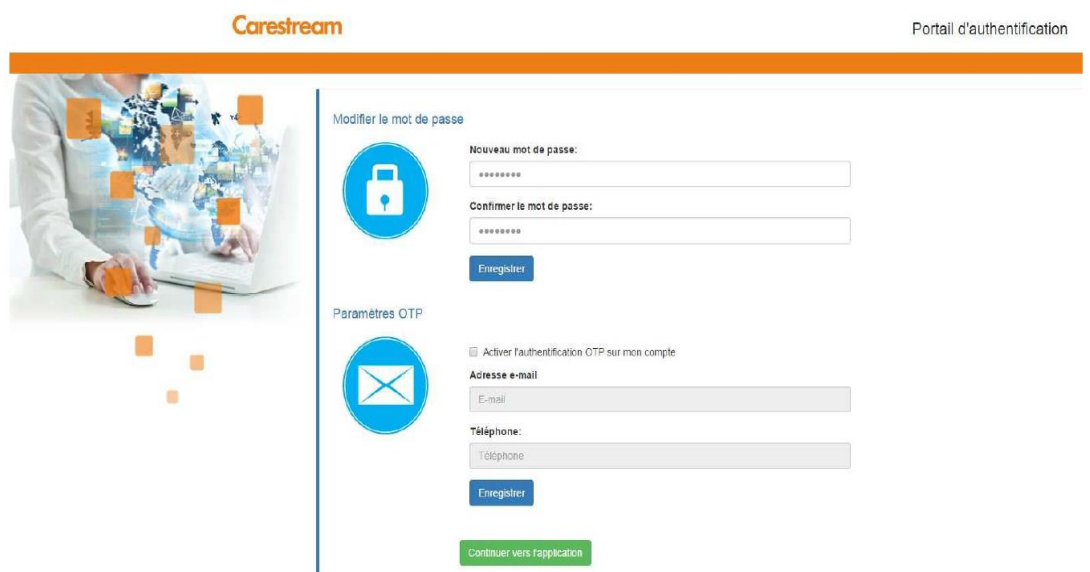 Carestream
Portail d'authentification
Modifier le mot de passe
Nouveau mot de passe:
Confirmer le mot de passe:
Enregistrer
Paramètres OTP
Activer l'authentification OTP sur mon compte
Adresse e-mail
E-mail
Téléphone:
Téléphone
Enregistrer
Continuer vers l'application